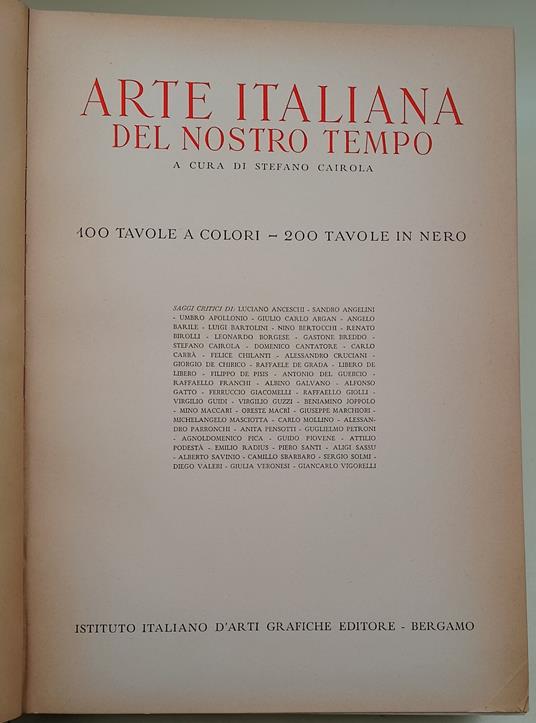 ARTE ITALIANA
DEL NOSTRO TEMPO
A CURA DI STEFANO CAIROLA
100 TAVOLE A COLORI – 200 TAVOLE IN NERO
SAGGI CRITICI DI: LUCIANO ANCESCHI - SANDRO ANGELINI
- UMBRO APOLLONIO - GIULIO CARLO ARGAN - ANGELO
BARILE - LUIGI BARTOLINI - NINO BERTOCCHI - RENATO
BIROLLI - LEONARDO BORGESE - GASTONE BREDDO -
STEFANO CAIROLA - DOMENICO CANTATORE - CARLO
CARRÀ - FELICE CHILANTI - ALESSANDRO CRUCIANI -
GIORGIO DE CHIRICO - RAFFAELE DE GRADA - LIBERO DE
LIBERO - FILIPPO DE PISIS - ANTONIO DEL GUERCIO -
RAFFAELLO FRANCHI - ALBINO GALVANO - ALFONSO
GATTO - FERRUCCIO GIACOMELLI - RAFFAELLO GIOLLI -
VIRGILIO GUIDI - VIRGILIO GUZZI - BENIAMINO JOPPOLO
- MINO MACCARI - ORESTE MACRÌ - GIUSEPPE MARCHIORI -
MICHELANGELO MASCIOTTA - CARLO MOLLINO - ALESSAN-
DRO PARRONCHI - ANITA PENSOTTI - GUGLIELMO PETRONI
- AGNOLDOMENICO PICA - GUIDO PIOVENE - ATTILIO
PODESTÀ - EMILIO RADIUS - PIERO SANTI - ALIGI SASSU
- ALBERTO SAVINIO - CAMILLO SBARBARO - SERGIO SOLMI -
DIEGO VALERI - GIULIA VERONESI - GIANCARLO VIGORELLI
ISTITUTO ITALIANO D'ARTI GRAFICHE EDITORE - BERGAMO